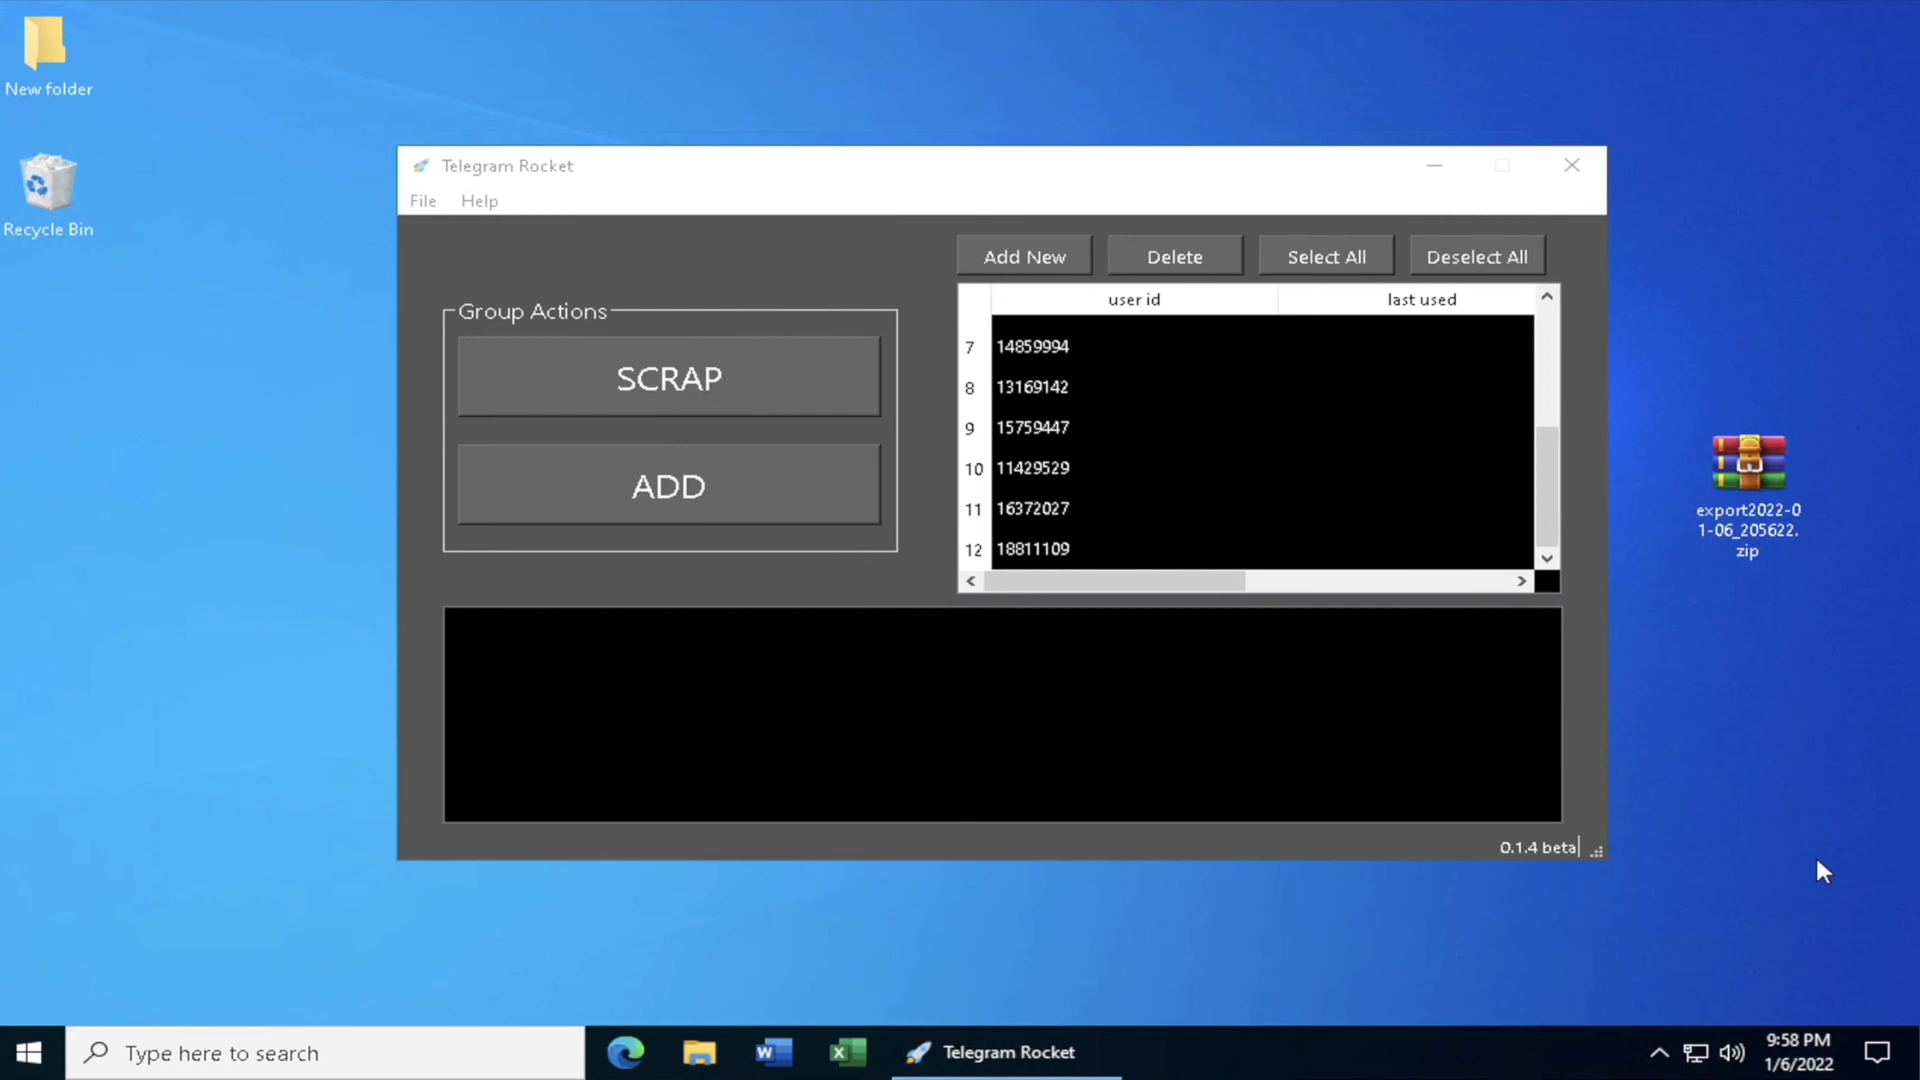 New folder
Recycle Bin
Telegram Rocket
File Help
Add New Delete Select All Deselect All
user id last used
Group Actions
SCRAP
ADD
7 14859994
8 13169142
9 15759447
10 11429529
11 16372027
12 18811109
0.1.4 beta
export2022-0
1-06_205622.
zip
Type here to search
Telegram Rocket
9:58 PM
1/6/2022